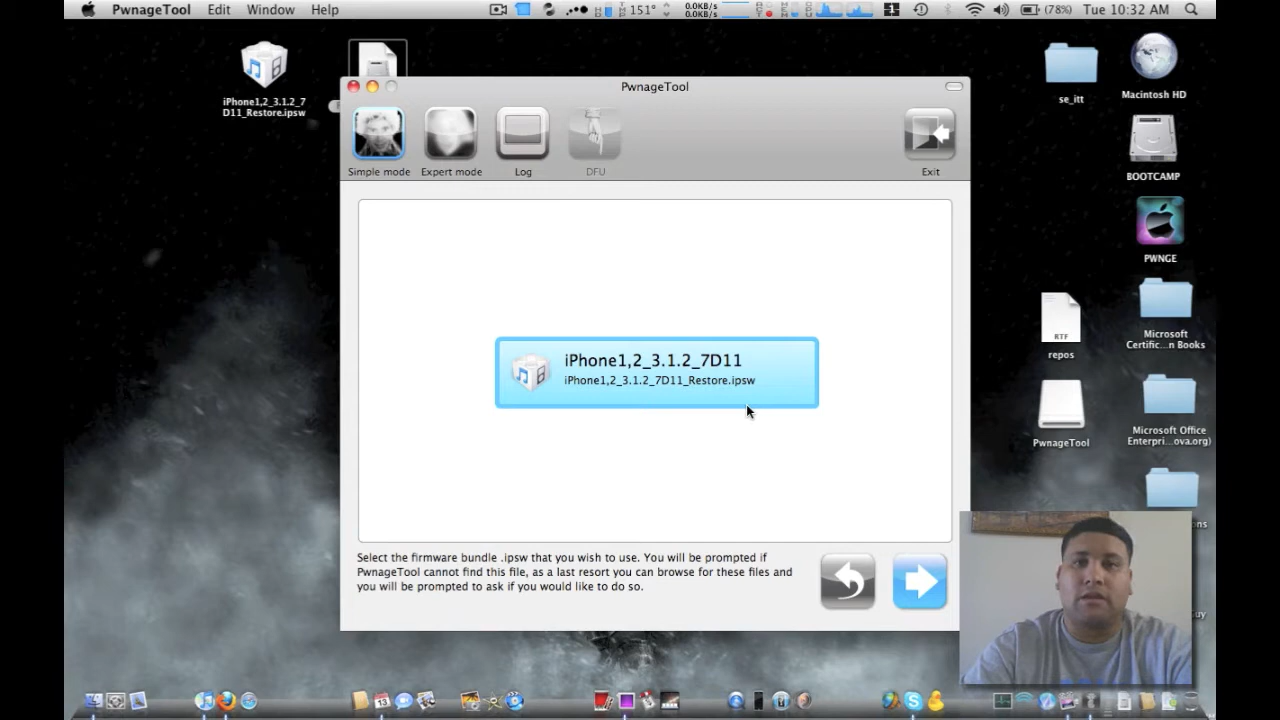 PwnageTool Edit Window Help
151° 0.0KB/s 0.0KB/s 1 (78%) Tue 10:32 AM
iPhone1,2_3.1.2_7
D11_Restore.ipsw
se_itt
Macintosh HD
BOOTCAMP
PWNGE
RTF
repos
Microsoft
Certific...n Books
PwnageTool
Microsoft Office
Enterpri...ova.org)
ons
Guy
PwnageTool
Simple mode
Expert mode
Log
DFU
Exit
iPhone1,2_3.1.2_7D11
iPhone1,2_3.1.2_7D11_Restore.ipsw
Select the firmware bundle .ipsw that you wish to use. You will be prompted if
PwnageTool cannot find this file, as a last resort you can browse for these files and
you will be prompted to ask if you would like to do so.
13